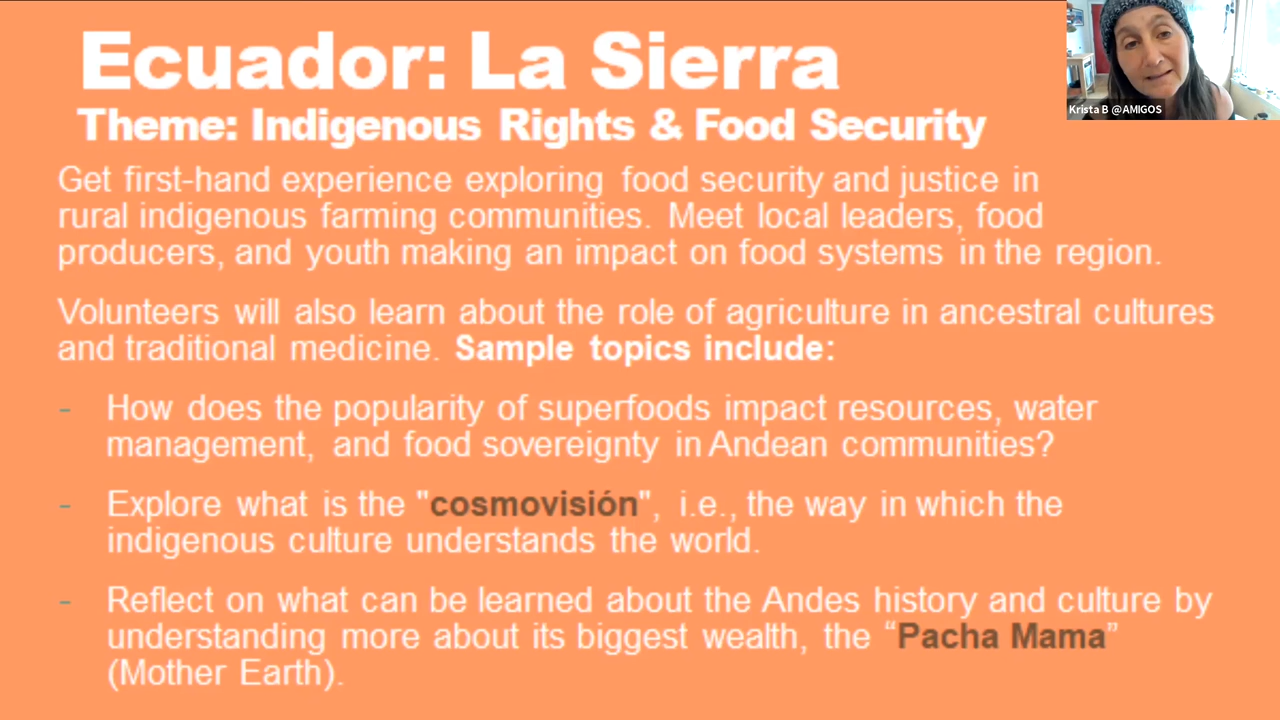 Ecuador: La Sierra
Theme: Indigenous Rights & Food Security
Krista B @AMIGOS
Get first-hand experience exploring food security and justice in
rural indigenous farming communities. Meet local leaders, food
producers, and youth making an impact on food systems in the region.
Volunteers will also learn about the role of agriculture in ancestral cultures
and traditional medicine. Sample topics include:
- How does the popularity of superfoods impact resources, water
management, and food sovereignty in Andean communities?
- Explore what is the "cosmovisión", i.e., the way in which the
indigenous culture understands the world.
- Reflect on what can be learned about the Andes history and culture by
understanding more about its biggest wealth, the “Pacha Mama”
(Mother Earth).